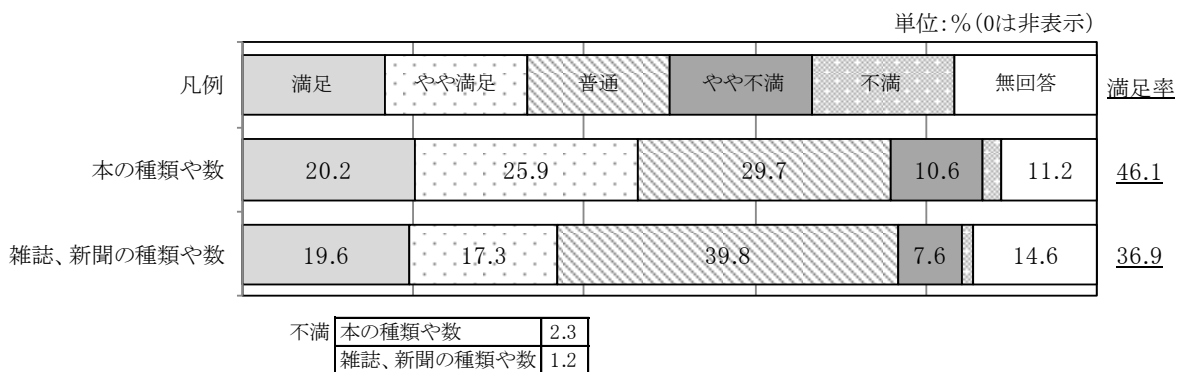 単位:%(0は非表示)
凡例 満足 やや満足 普通 やや不満 不満 無回答 満足率
本の種類や数 20.2 25.9 29.7 10.6 11.2 46.1
雑誌、新聞の種類や数 19.6 17.3 39.8 7.6 14.6 36.9
不満 本の種類や数 2.3
雑誌、新聞の種類や数 1.2